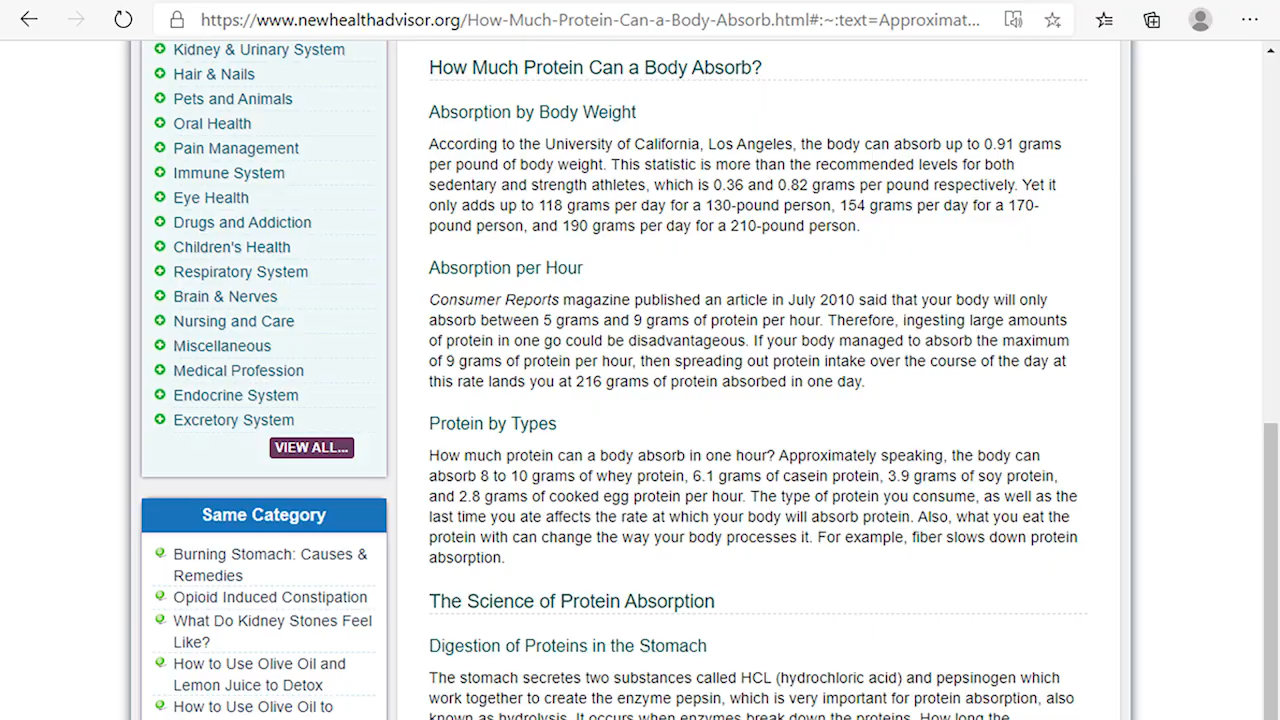 https://www.newhealthadvisor.org/How-Much-Protein-Can-a-Body-Absorb.html#:~:text=Approximat...
Kidney & Urinary System
Hair & Nails
Pets and Animals
Oral Health
Pain Management
Immune System
Eye Health
Drugs and Addiction
Children's Health
Respiratory System
Brain & Nerves
Nursing and Care
Miscellaneous
Medical Profession
Endocrine System
Excretory System
VIEW ALL...
Same Category
Burning Stomach: Causes &
Remedies
Opioid Induced Constipation
What Do Kidney Stones Feel
Like?
How to Use Olive Oil and
Lemon Juice to Detox
How to Use Olive Oil to
How Much Protein Can a Body Absorb?
Absorption by Body Weight
According to the University of California, Los Angeles, the body can absorb up to 0.91 grams
per pound of body weight. This statistic is more than the recommended levels for both
sedentary and strength athletes, which is 0.36 and 0.82 grams per pound respectively. Yet it
only adds up to 118 grams per day for a 130-pound person, 154 grams per day for a 170-
pound person, and 190 grams per day for a 210-pound person.
Absorption per Hour
Consumer Reports magazine published an article in July 2010 said that your body will only
absorb between 5 grams and 9 grams of protein per hour. Therefore, ingesting large amounts
of protein in one go could be disadvantageous. If your body managed to absorb the maximum
of 9 grams of protein per hour, then spreading out protein intake over the course of the day at
this rate lands you at 216 grams of protein absorbed in one day.
Protein by Types
How much protein can a body absorb in one hour? Approximately speaking, the body can
absorb 8 to 10 grams of whey protein, 6.1 grams of casein protein, 3.9 grams of soy protein,
and 2.8 grams of cooked egg protein per hour. The type of protein you consume, as well as the
last time you ate affects the rate at which your body will absorb protein. Also, what you eat the
protein with can change the way your body processes it. For example, fiber slows down protein
absorption.
The Science of Protein Absorption
Digestion of Proteins in the Stomach
The stomach secretes two substances called HCL (hydrochloric acid) and pepsinogen which
work together to create the enzyme pepsin, which is very important for protein absorption, also
known as hydrolysis. It occurs when enzymes break down the proteins. How long the